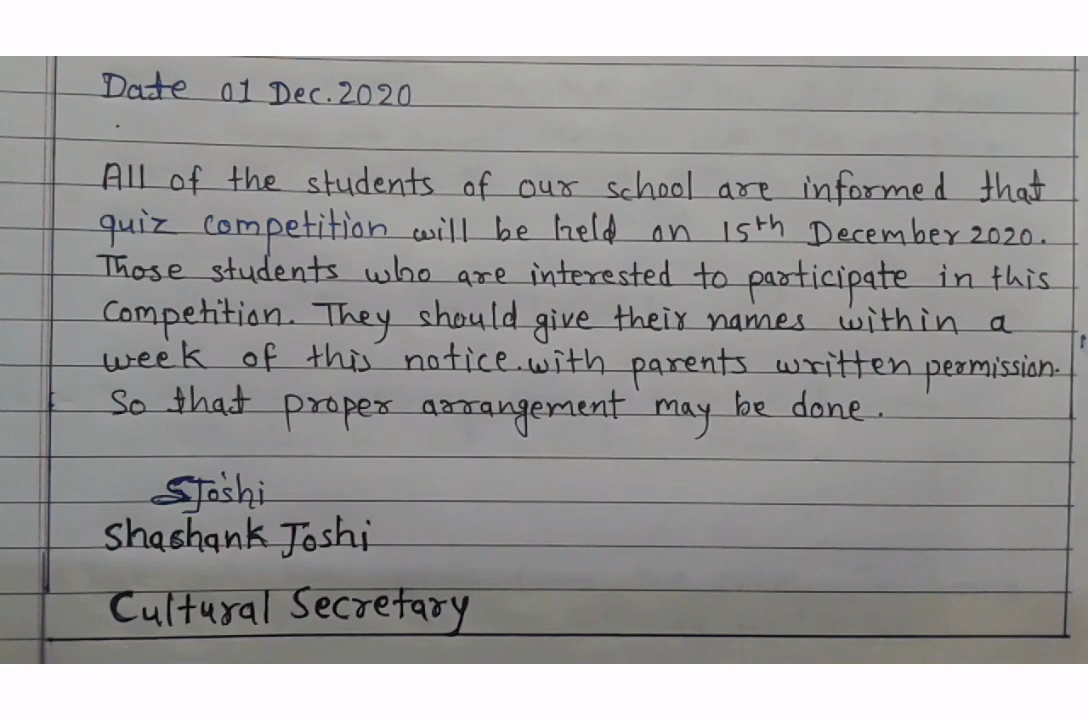 Date 01 Dec. 2020
All of the students of our school are informed that
quiz competition will be held on 15th December 2020.
Those students who are interested to participate in this
Competition. They should give their names within a
week of this notice. with parents written permission.
So that proper arrangement may be done.
SJoshi
Shashank Joshi
Cultural Secretary